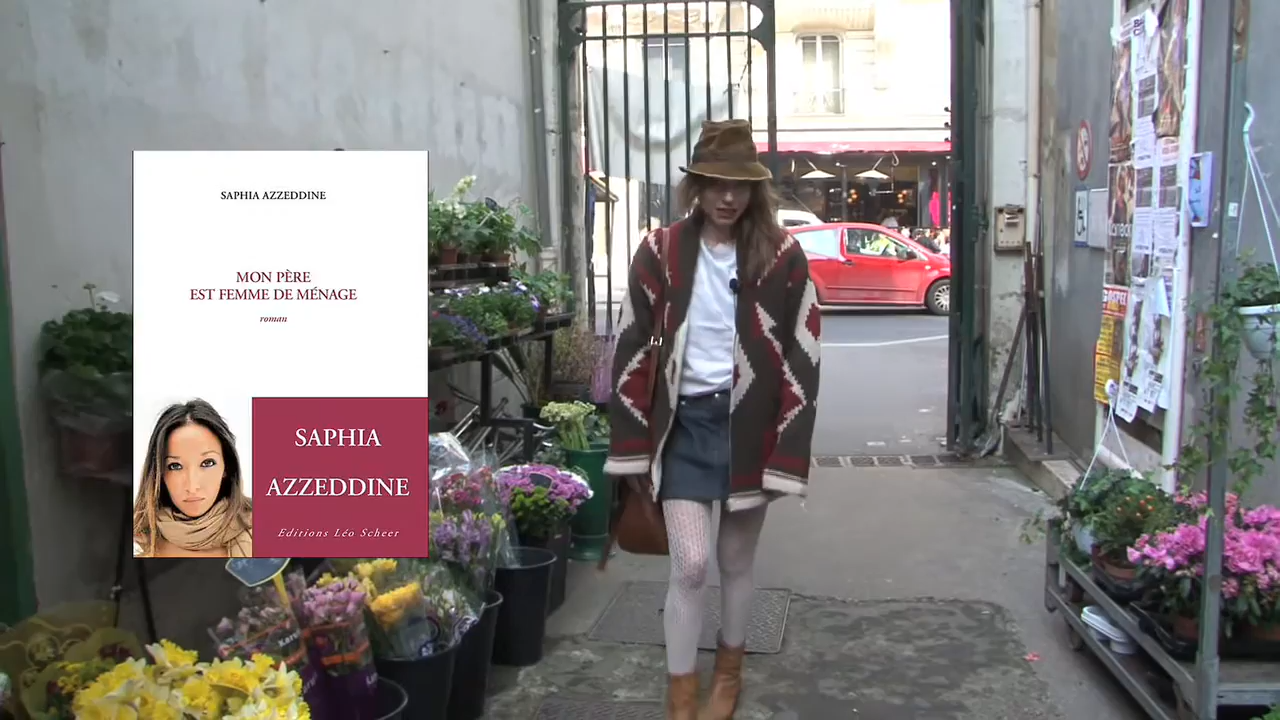 SAPHIA AZZEDDINE
MON PÈRE
EST FEMME DE MÉNAGE
roman
SAPHIA
AZZEDDINE
Editions Léo Scheer